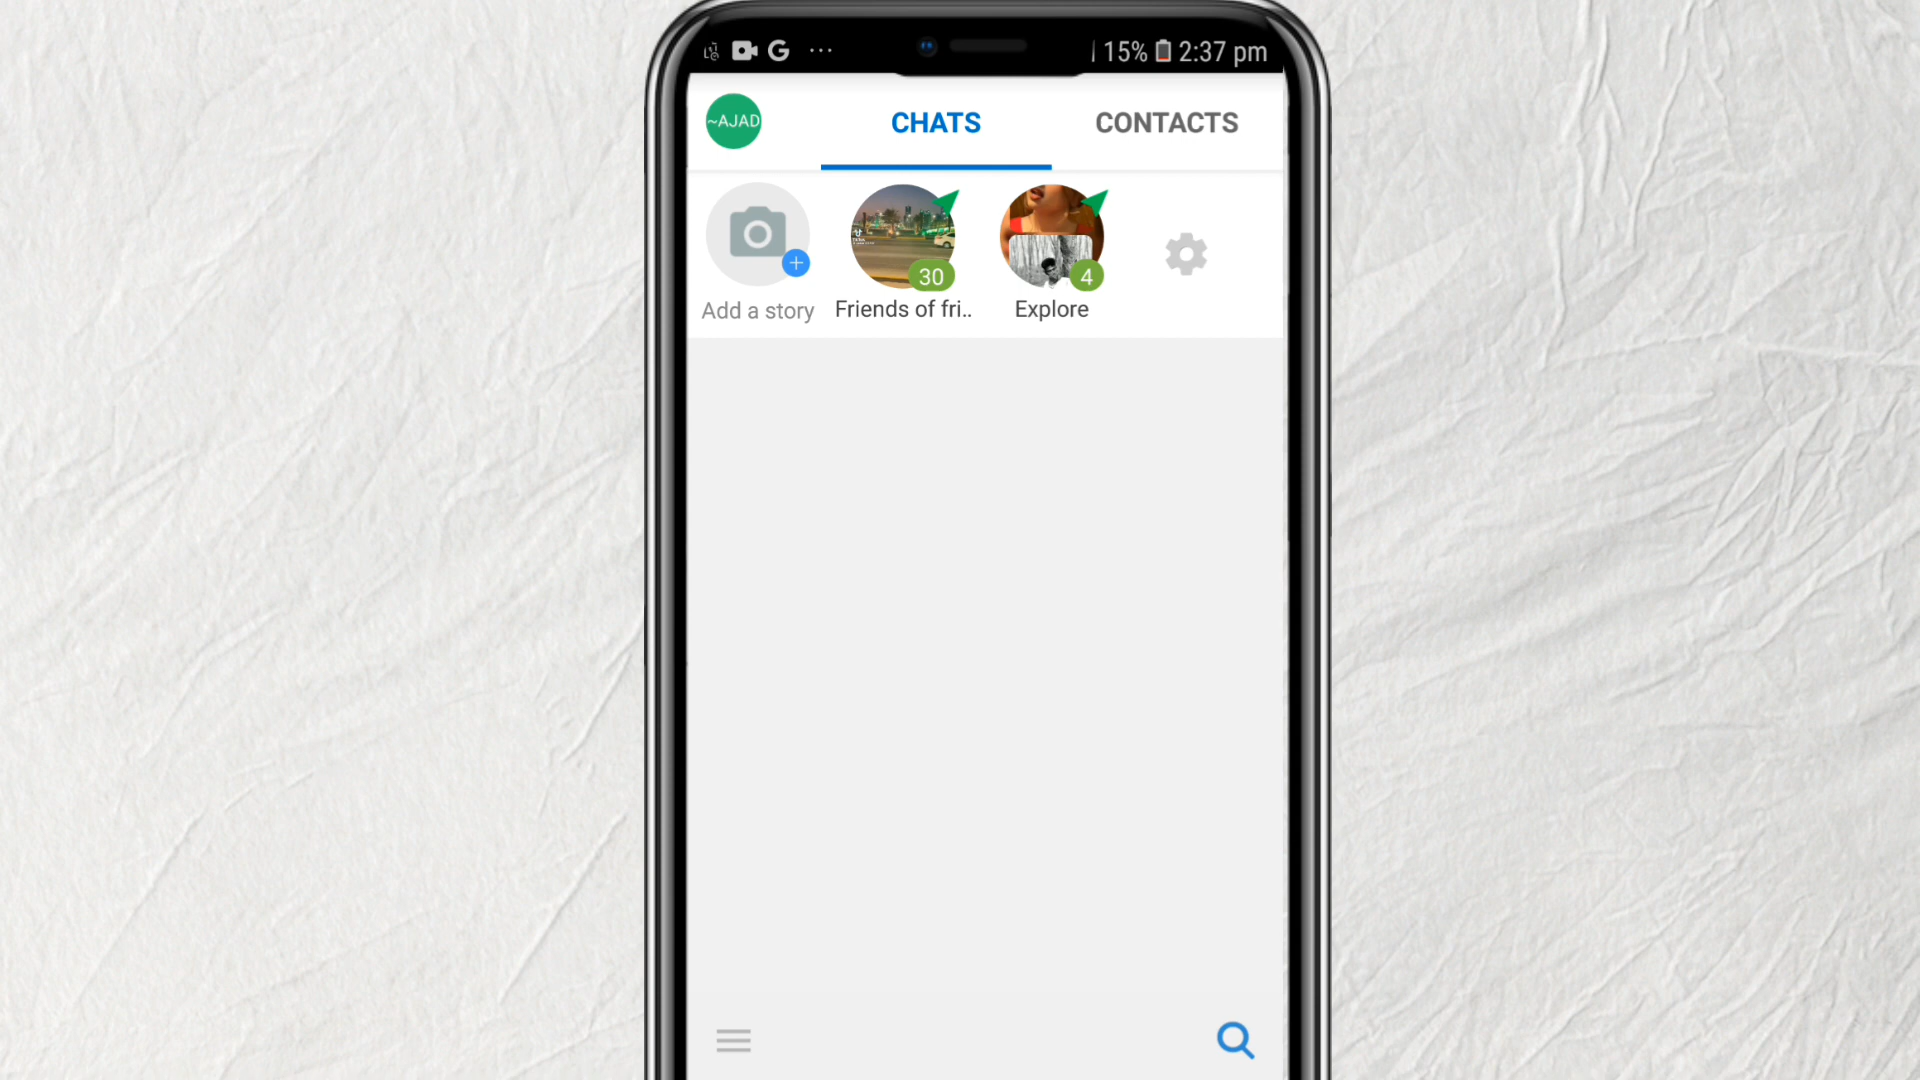 15% 2:37 pm
~AJAD
CHATS
CONTACTS
30
4
Add a story
Friends of fri..
Explore